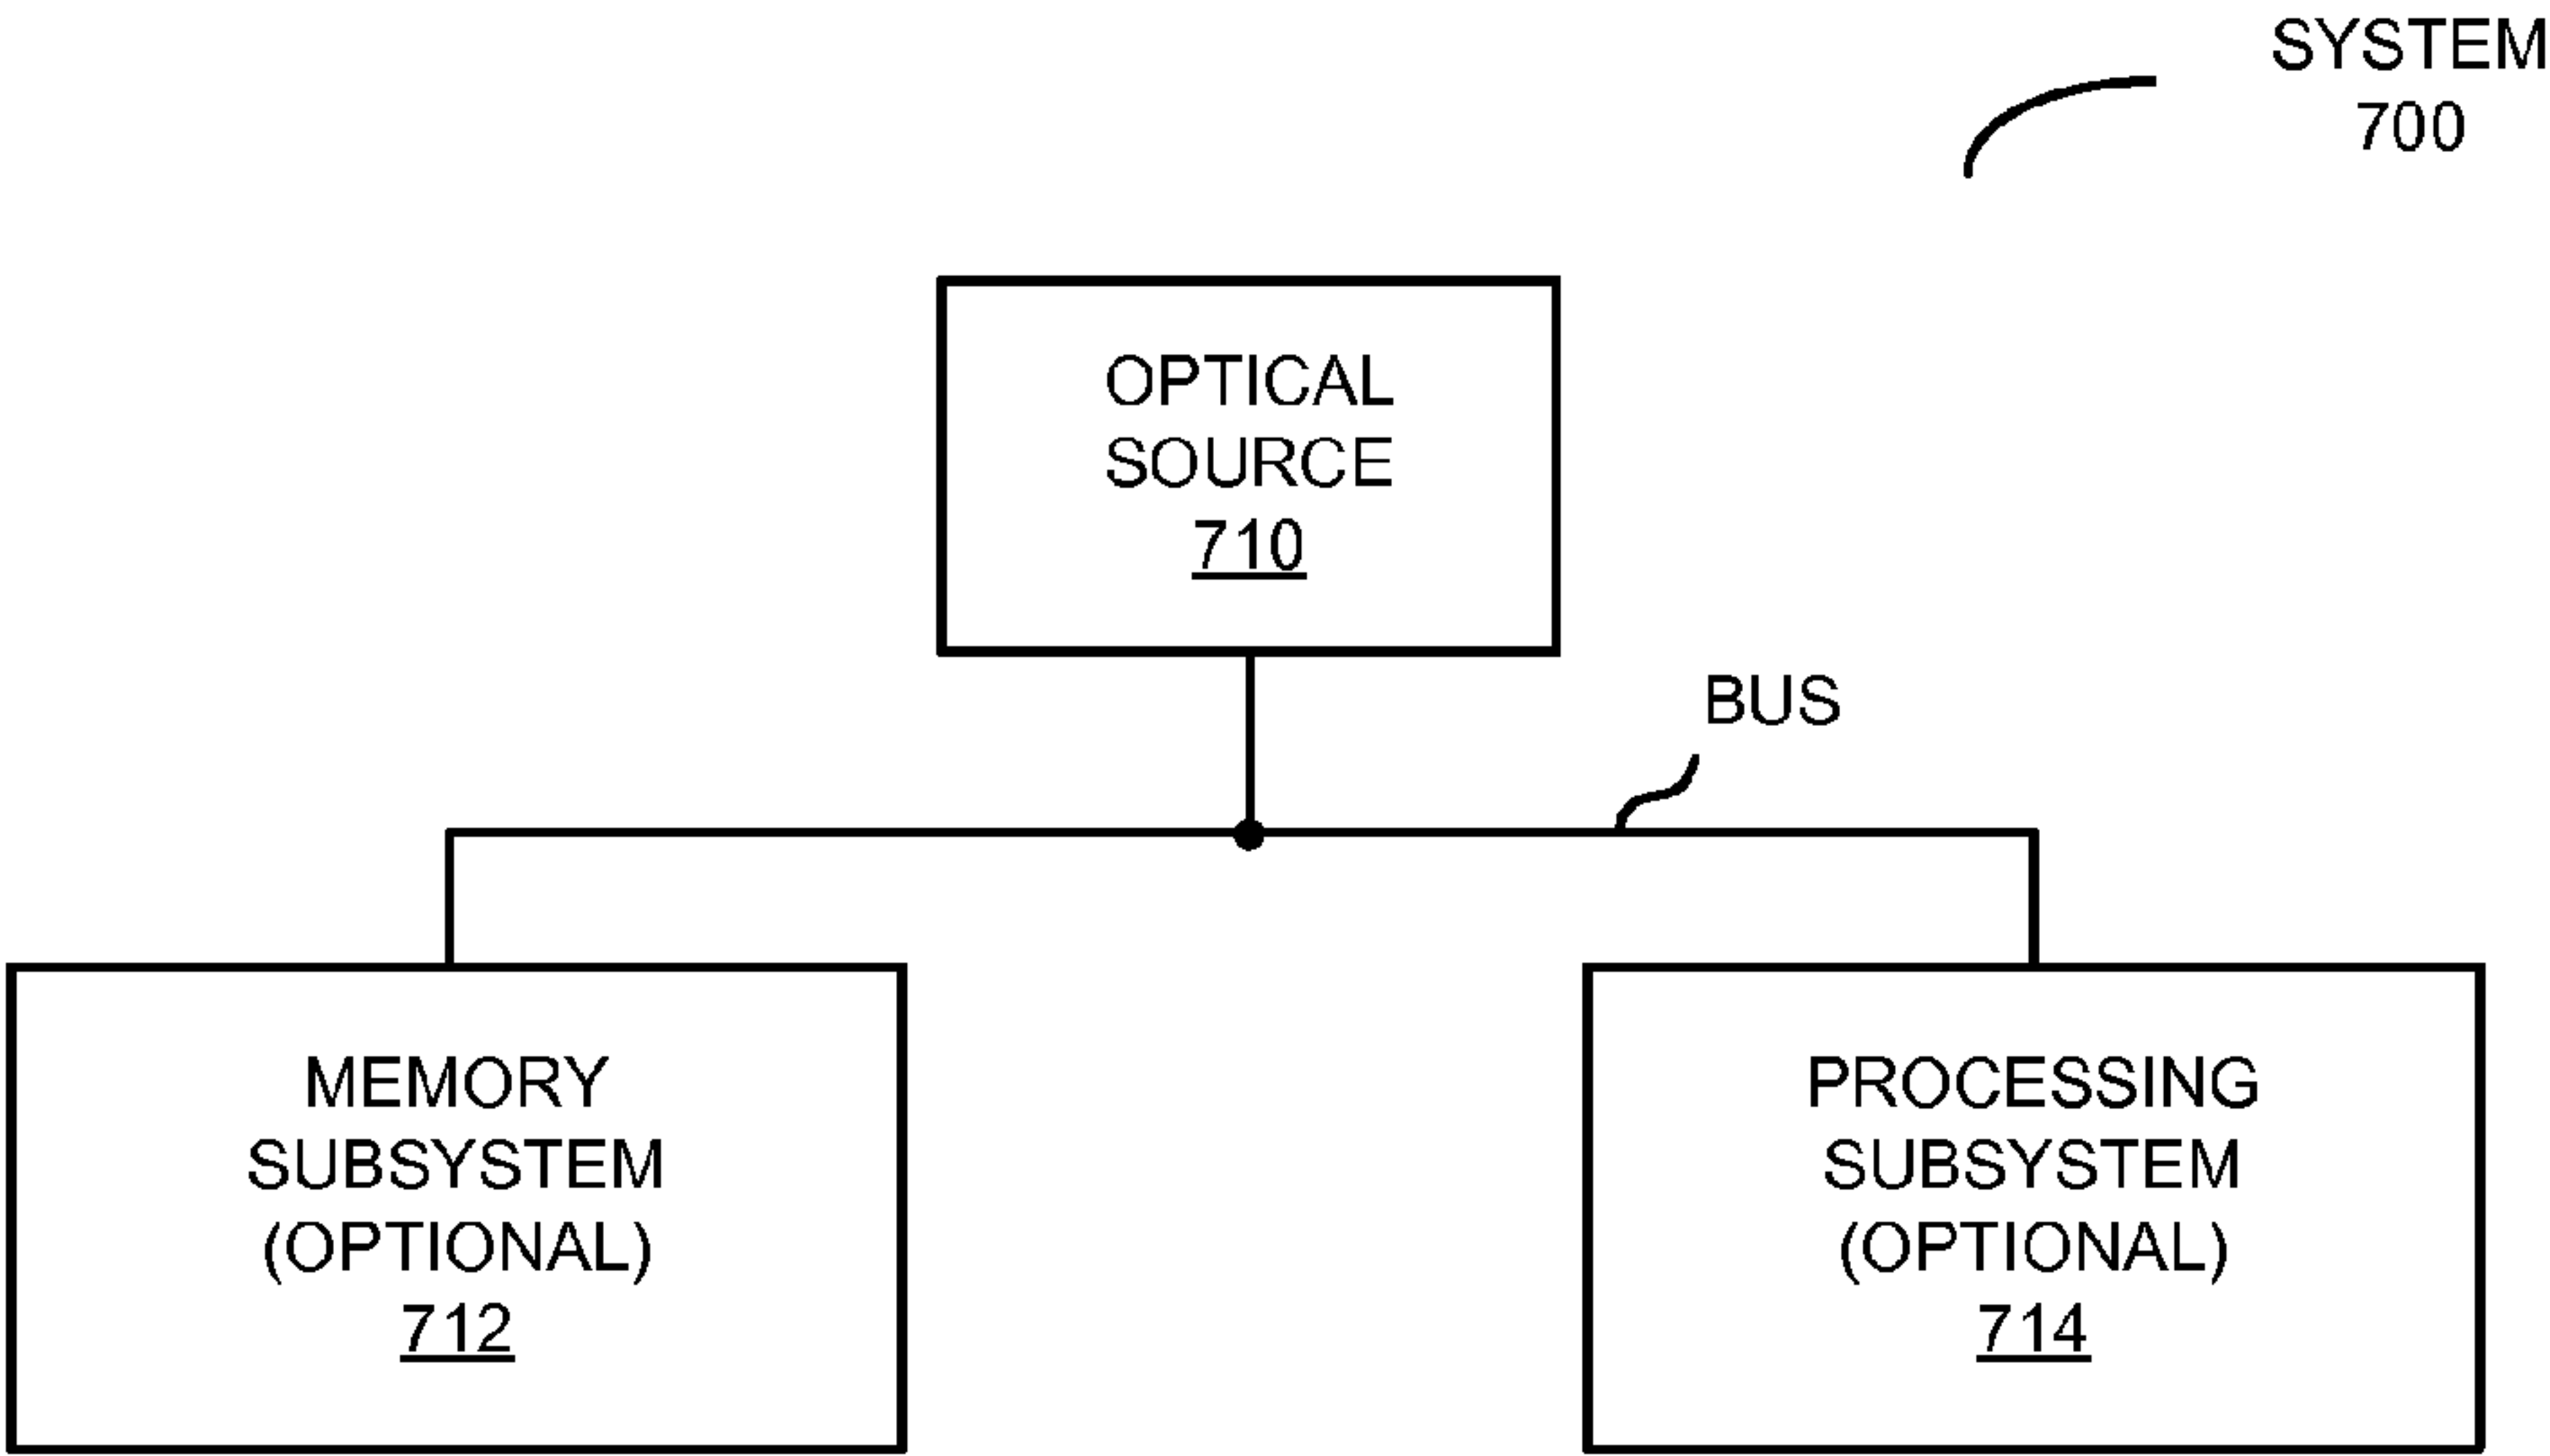 SYSTEM
700
OPTICAL
SOURCE
710
BUS
MEMORY
SUBSYSTEM
(OPTIONAL)
712
PROCESSING
SUBSYSTEM
(OPTIONAL)
714